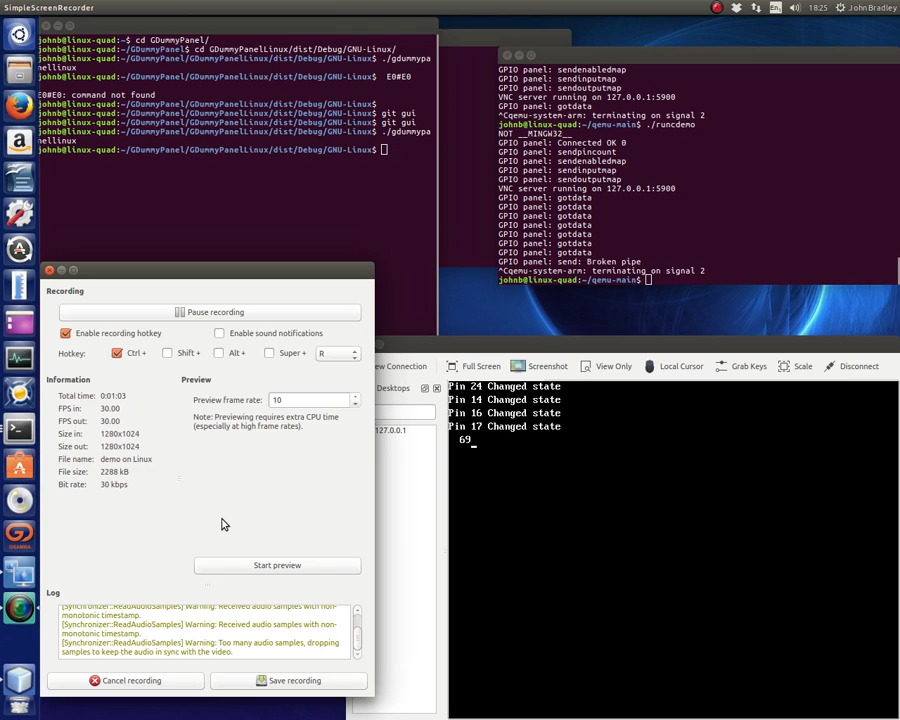 SimpleScreenRecorder
En
18:25
John Bradley
johnb@linux-quad:~$ cd GDummyPanel/
johnb@linux-quad:~/GDummyPanel$ cd GDummyPanelLinux/dist/Debug/GNU-Linux/
johnb@linux-quad:~/GDummyPanel/GDummyPanelLinux/dist/Debug/GNU-Linux$ ./gdummypa
nellinux
johnb@linux-quad:~/GDummyPanel/GDummyPanelLinux/dist/Debug/GNU-Linux$  E0#E0

E0#E0: command not found
johnb@linux-quad:~/GDummyPanel/GDummyPanelLinux/dist/Debug/GNU-Linux$
johnb@linux-quad:~/GDummyPanel/GDummyPanelLinux/dist/Debug/GNU-Linux$ git gui
johnb@linux-quad:~/GDummyPanel/GDummyPanelLinux/dist/Debug/GNU-Linux$ git gui
johnb@linux-quad:~/GDummyPanel/GDummyPanelLinux/dist/Debug/GNU-Linux$ ./gdummypa
nellinux
johnb@linux-quad:~/GDummyPanel/GDummyPanelLinux/dist/Debug/GNU-Linux$
GPIO panel: sendenabledmap
GPIO panel: sendinputmap
GPIO panel: sendoutputmap
VNC server running on 127.0.0.1:5900
GPIO panel: gotdata
^Cqemu-system-arm: terminating on signal 2
johnb@linux-quad:~/qemu-main$ ./runcdemo
NOT __MINGW32__
GPIO panel: Connected OK 0
GPIO panel: sendpincount
GPIO panel: sendenabledmap
GPIO panel: sendinputmap
GPIO panel: sendoutputmap
VNC server running on 127.0.0.1:5900
GPIO panel: gotdata
GPIO panel: gotdata
GPIO panel: gotdata
GPIO panel: gotdata
GPIO panel: gotdata
GPIO panel: gotdata
GPIO panel: gotdata
GPIO panel: send: Broken pipe
^Cqemu-system-arm: terminating on signal 2
johnb@linux-quad:~/qemu-main$
Recording
Pause recording
Enable recording hotkey
Enable sound notifications
Hotkey: Ctrl + Shift + Alt + Super + R
Information
Total time: 0:01:03
FPS in: 30.00
FPS out: 30.00
Size in: 1280x1024
Size out: 1280x1024
File name: demo on Linux
File size: 2288 kB
Bit rate: 30 kbps
Preview
Preview frame rate: 10
Note: Previewing requires extra CPU time
(especially at high frame rates).
Start preview
Log
[Synchronizer::ReadAudioSamples] Warning: Received audio samples with non-
monotonic timestamp.
[Synchronizer::ReadAudioSamples] Warning: Received audio samples with non-
monotonic timestamp.
[Synchronizer::ReadAudioSamples] Warning: Too many audio samples, dropping
samples to keep the audio in sync with the video.
Cancel recording
Save recording
ew Connection
Full Screen
Screenshot
View Only
Local Cursor
Grab Keys
Scale
Disconnect
Desktops
127.0.0.1
Pin 24 Changed state
Pin 14 Changed state
Pin 16 Changed state
Pin 17 Changed state
69